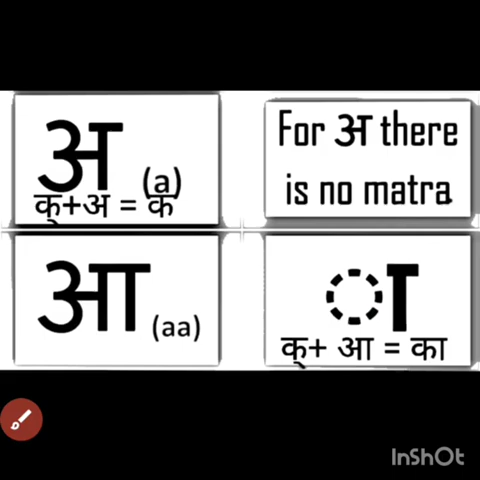 अ (a)
क्+अ = क
For अ there
is no matra
आ (aa)
ा
क्+ आ = का
InShOt